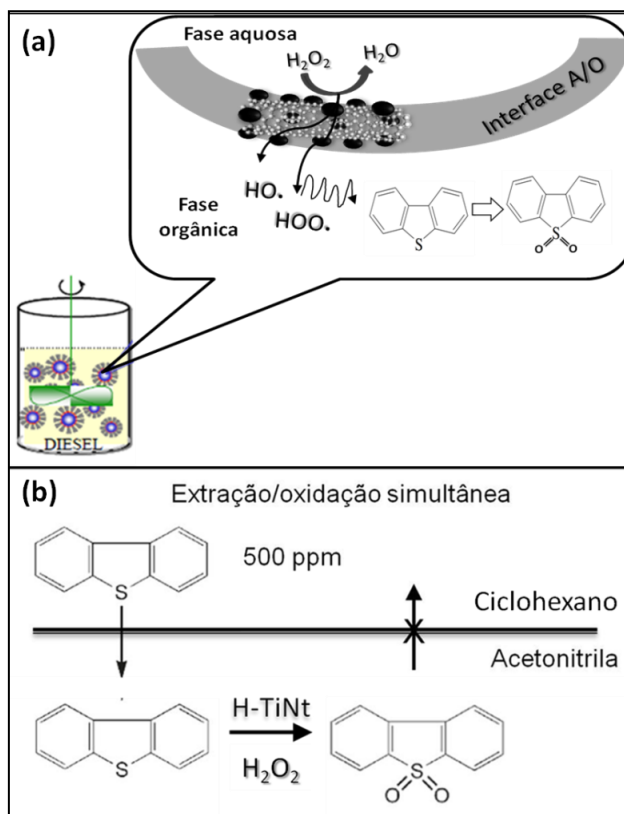 (a)
Fase aquosa
H₂O₂
H₂O
Interface A/O
HO.
HOO.
Fase
orgânica
S
S
O O
DIESEL
(b)
Extração/oxidação simultânea
500 ppm
S
Ciclohexano
Acetonitrila
H-TiNt
H₂O₂
S
S
O O